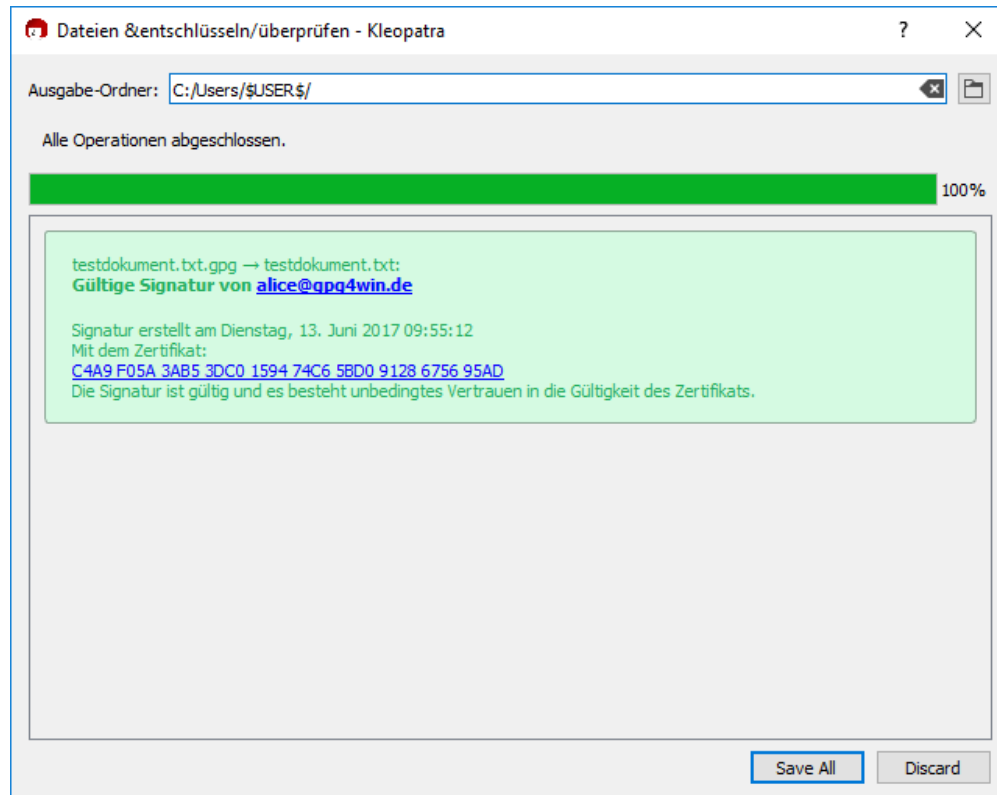 Dateien &entschlüsseln/überprüfen - Kleopatra
Ausgabe-Ordner: C:/Users/$USER$/
Alle Operationen abgeschlossen.
100%
testdokument.txt.gpg → testdokument.txt:
Gültige Signatur von alice@gpg4win.de
Signatur erstellt am Dienstag, 13. Juni 2017 09:55:12
Mit dem Zertifikat:
C4A9 F05A 3AB5 3DC0 1594 74C6 5BD0 9128 6756 95AD
Die Signatur ist gültig und es besteht unbedingtes Vertrauen in die Gültigkeit des Zertifikats.
Save All Discard